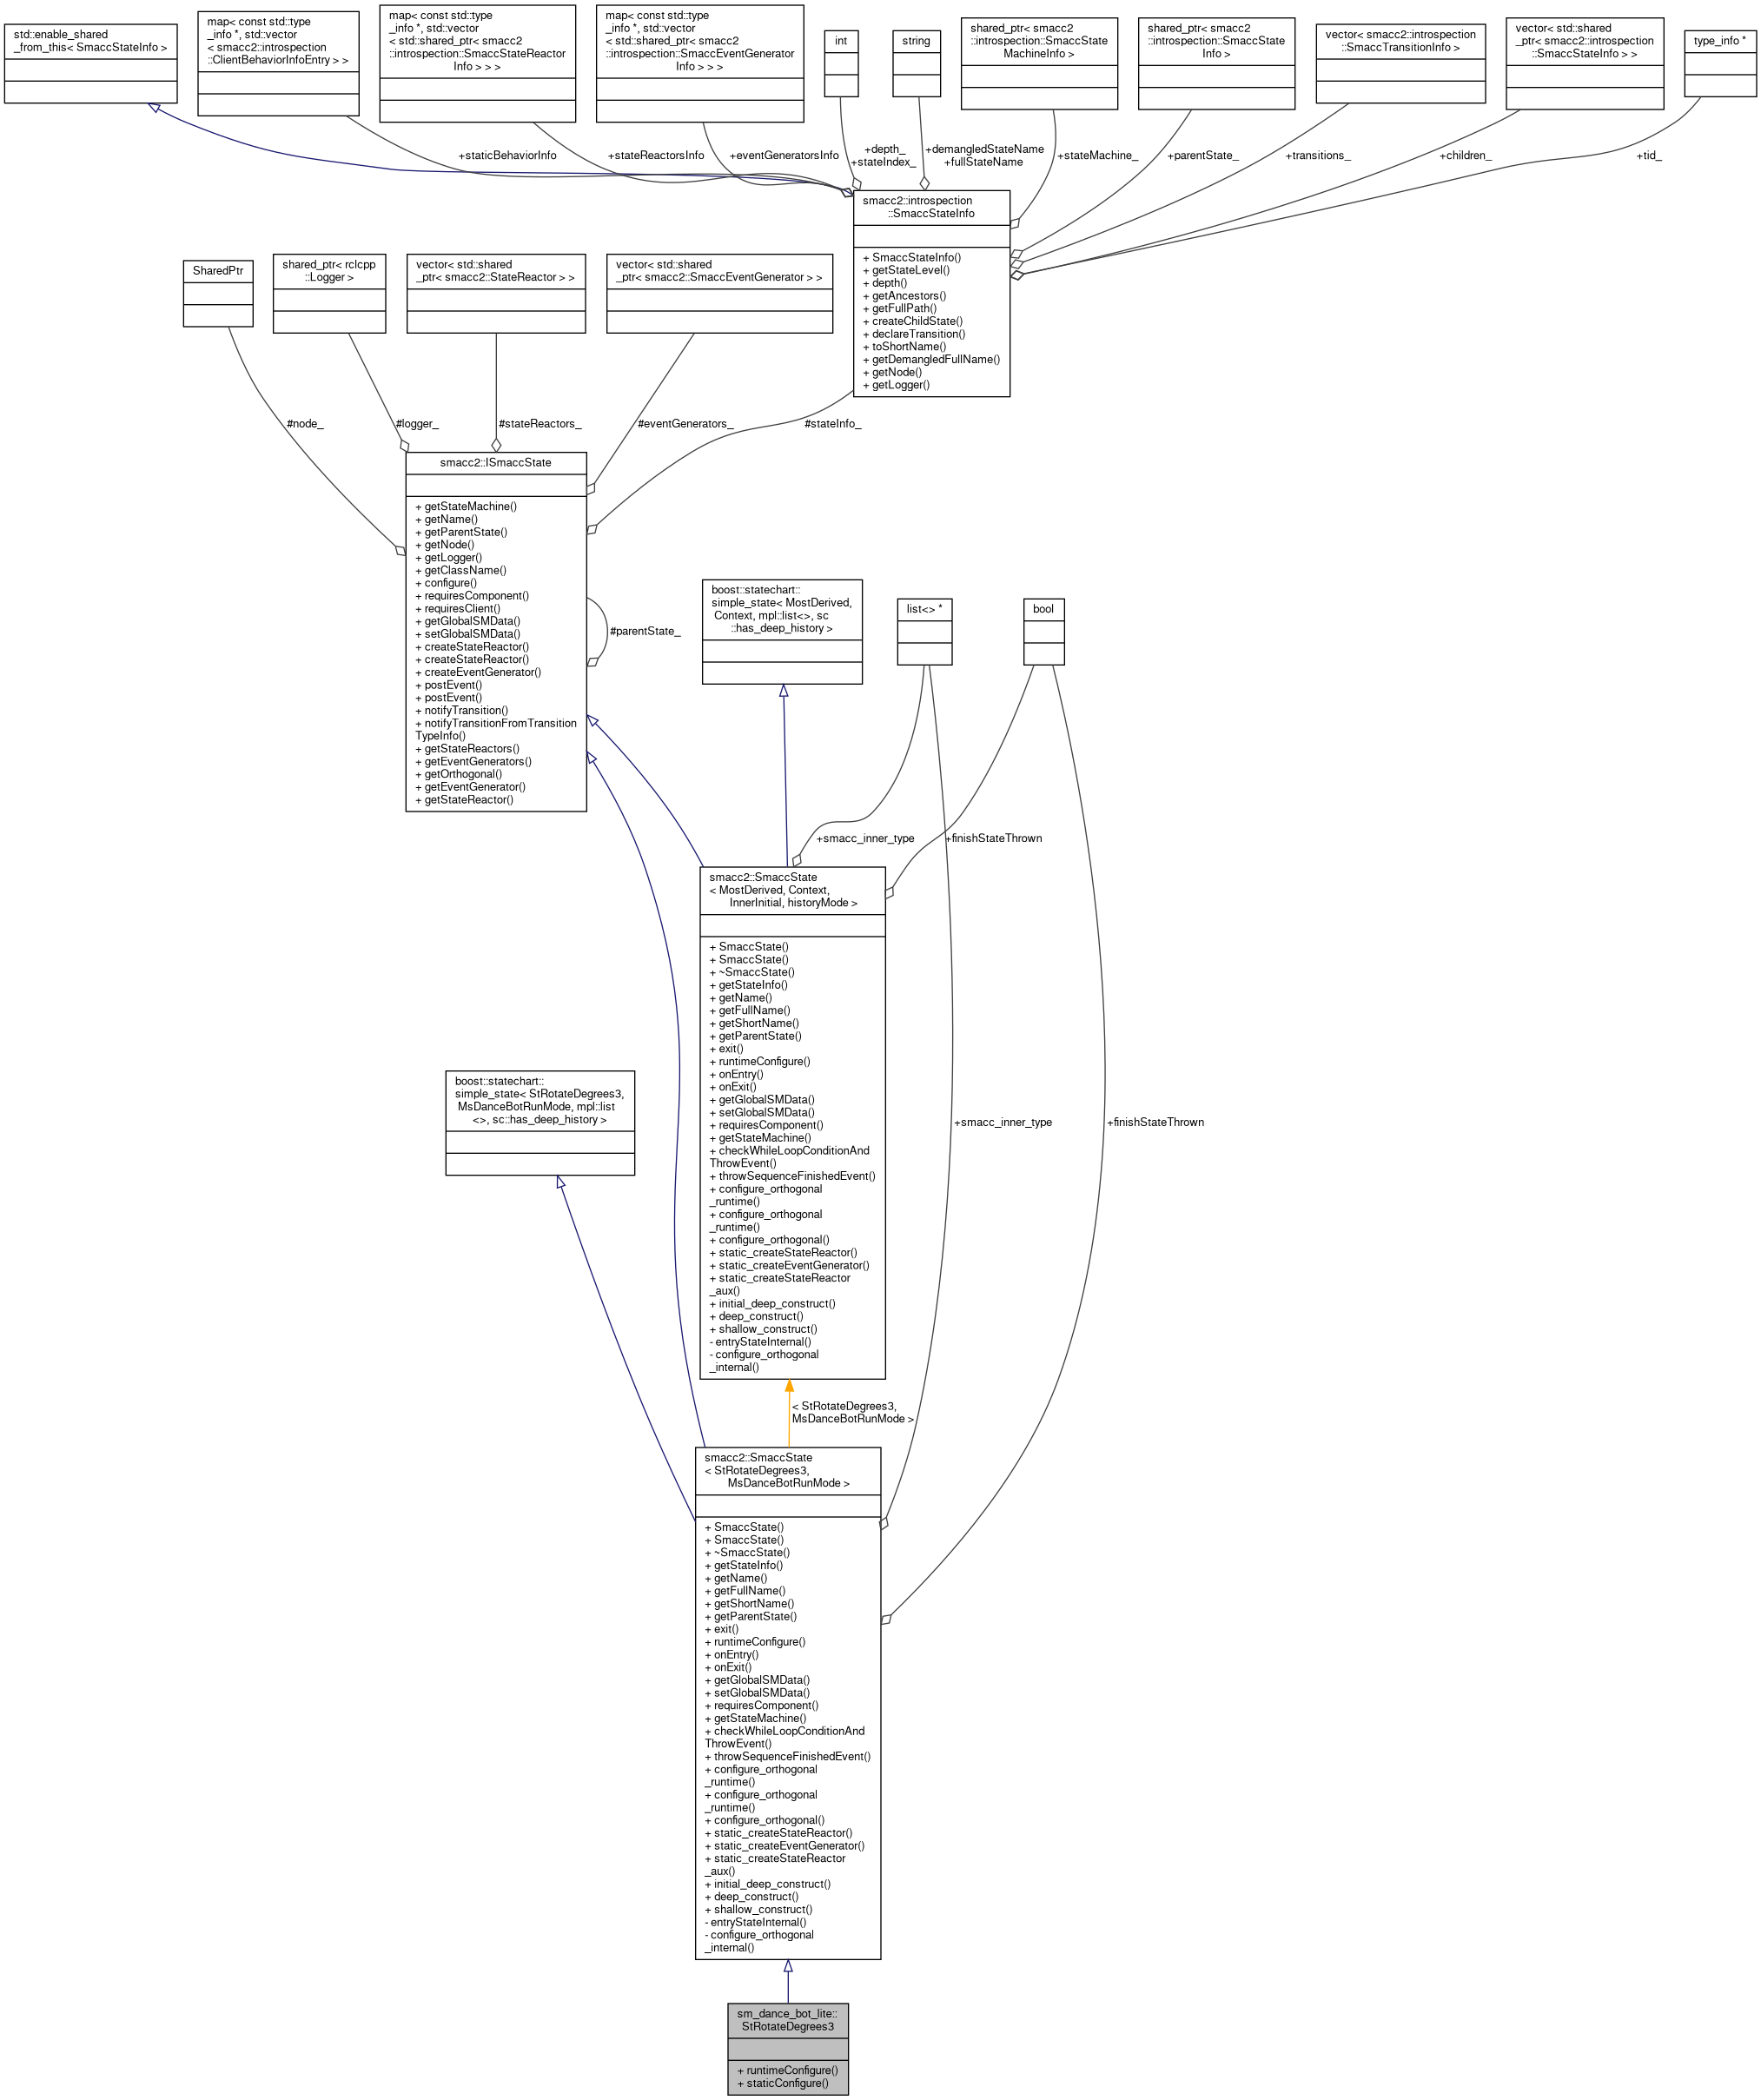 std::enable_shared
_from_this< SmaccStateInfo >
map< const std::type
_info *, std::vector
< smacc2::introspection
::ClientBehaviorInfoEntry > >
map< const std::type
_info *, std::vector
< std::shared_ptr< smacc2
::introspection::SmaccStateReactor
Info > > >
map< const std::type
_info *, std::vector
< std::shared_ptr< smacc2
::introspection::SmaccEventGenerator
Info > > >
int
string
shared_ptr< smacc2
::introspection::SmaccState
MachineInfo >
shared_ptr< smacc2
::introspection::SmaccState
Info >
vector< smacc2::introspection
::SmaccTransitionInfo >
vector< std::shared
_ptr< smacc2::introspection
::SmaccStateInfo > >
type_info *
+staticBehaviorInfo
+stateReactorsInfo
+eventGeneratorsInfo
+depth_
+stateIndex_
+demangledStateName
+fullStateName
+stateMachine_
+parentState_
+transitions_
+children_
+tid_
smacc2::introspection
::SmaccStateInfo
+ SmaccStateInfo()
+ getStateLevel()
+ depth()
+ getAncestors()
+ getFullPath()
+ createChildState()
+ declareTransition()
+ toShortName()
+ getDemangledFullName()
+ getNode()
+ getLogger()
SharedPtr
shared_ptr< rclcpp
::Logger >
vector< std::shared
_ptr< smacc2::StateReactor > >
vector< std::shared
_ptr< smacc2::SmaccEventGenerator > >
#node_
#logger_
#stateReactors_
#eventGenerators_
#stateInfo_
smacc2::ISmaccState
+ getStateMachine()
+ getName()
+ getParentState()
+ getNode()
+ getLogger()
+ getClassName()
+ configure()
+ requiresComponent()
+ requiresClient()
+ getGlobalSMData()
+ setGlobalSMData()
+ createStateReactor()
+ createStateReactor()
+ createEventGenerator()
+ postEvent()
+ postEvent()
+ notifyTransition()
+ notifyTransitionFromTransition
TypeInfo()
+ getStateReactors()
+ getEventGenerators()
+ getOrthogonal()
+ getEventGenerator()
+ getStateReactor()
#parentState_
boost::statechart::
simple_state< MostDerived,
Context, mpl::list<>, sc
::has_deep_history >
list<> *
bool
+smacc_inner_type
+finishStateThrown
smacc2::SmaccState
< MostDerived, Context,
InnerInitial, historyMode >
+ SmaccState()
+ SmaccState()
+ ~SmaccState()
+ getStateInfo()
+ getName()
+ getFullName()
+ getShortName()
+ getParentState()
+ exit()
+ runtimeConfigure()
+ onEntry()
+ onExit()
+ getGlobalSMData()
+ setGlobalSMData()
+ requiresComponent()
+ getStateMachine()
+ checkWhileLoopConditionAnd
ThrowEvent()
+ throwSequenceFinishedEvent()
+ configure_orthogonal
_runtime()
+ configure_orthogonal
_runtime()
+ configure_orthogonal()
+ static_createStateReactor()
+ static_createEventGenerator()
+ static_createStateReactor
_aux()
+ initial_deep_construct()
+ deep_construct()
+ shallow_construct()
- entryStateInternal()
- configure_orthogonal
_internal()
boost::statechart::
simple_state< StRotateDegrees3,
MsDanceBotRunMode, mpl::list
<>, sc::has_deep_history >
+smacc_inner_type
+finishStateThrown
< StRotateDegrees3,
MsDanceBotRunMode >
smacc2::SmaccState
< StRotateDegrees3,
MsDanceBotRunMode >
+ SmaccState()
+ SmaccState()
+ ~SmaccState()
+ getStateInfo()
+ getName()
+ getFullName()
+ getShortName()
+ getParentState()
+ exit()
+ runtimeConfigure()
+ onEntry()
+ onExit()
+ getGlobalSMData()
+ setGlobalSMData()
+ requiresComponent()
+ getStateMachine()
+ checkWhileLoopConditionAnd
ThrowEvent()
+ throwSequenceFinishedEvent()
+ configure_orthogonal
_runtime()
+ configure_orthogonal
_runtime()
+ configure_orthogonal()
+ static_createStateReactor()
+ static_createEventGenerator()
+ static_createStateReactor
_aux()
+ initial_deep_construct()
+ deep_construct()
+ shallow_construct()
- entryStateInternal()
- configure_orthogonal
_internal()
sm_dance_bot_lite::
StRotateDegrees3
+ runtimeConfigure()
+ staticConfigure()